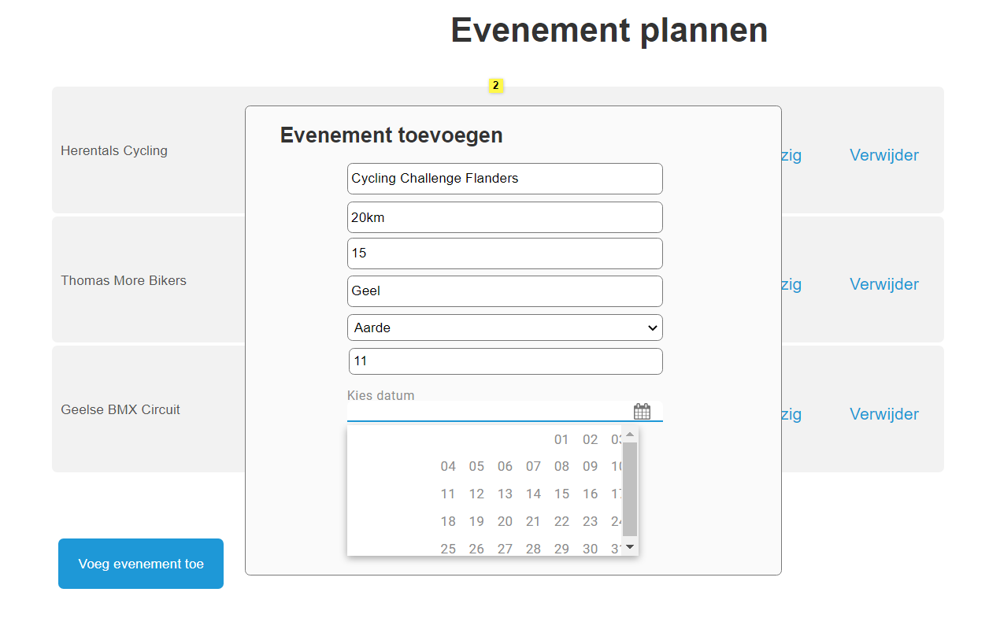 Evenement plannen
2
Evenement toevoegen
Herentals Cycling
zig
Verwijder
Cycling Challenge Flanders
20km
15
Thomas More Bikers
zig
Verwijder
Geel
Aarde
11
Kies datum
Geelse BMX Circuit
zig
Verwijder
01 02 03
04 05 06 07 08 09 10
11 12 13 14 15 16 17
18 19 20 21 22 23 24
25 26 27 28 29 30 31
Voeg evenement toe